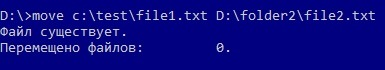 D:\>move c:\test\file1.txt D:\folder2\file2.txt
Файл существует.
Перемещено файлов:         0.